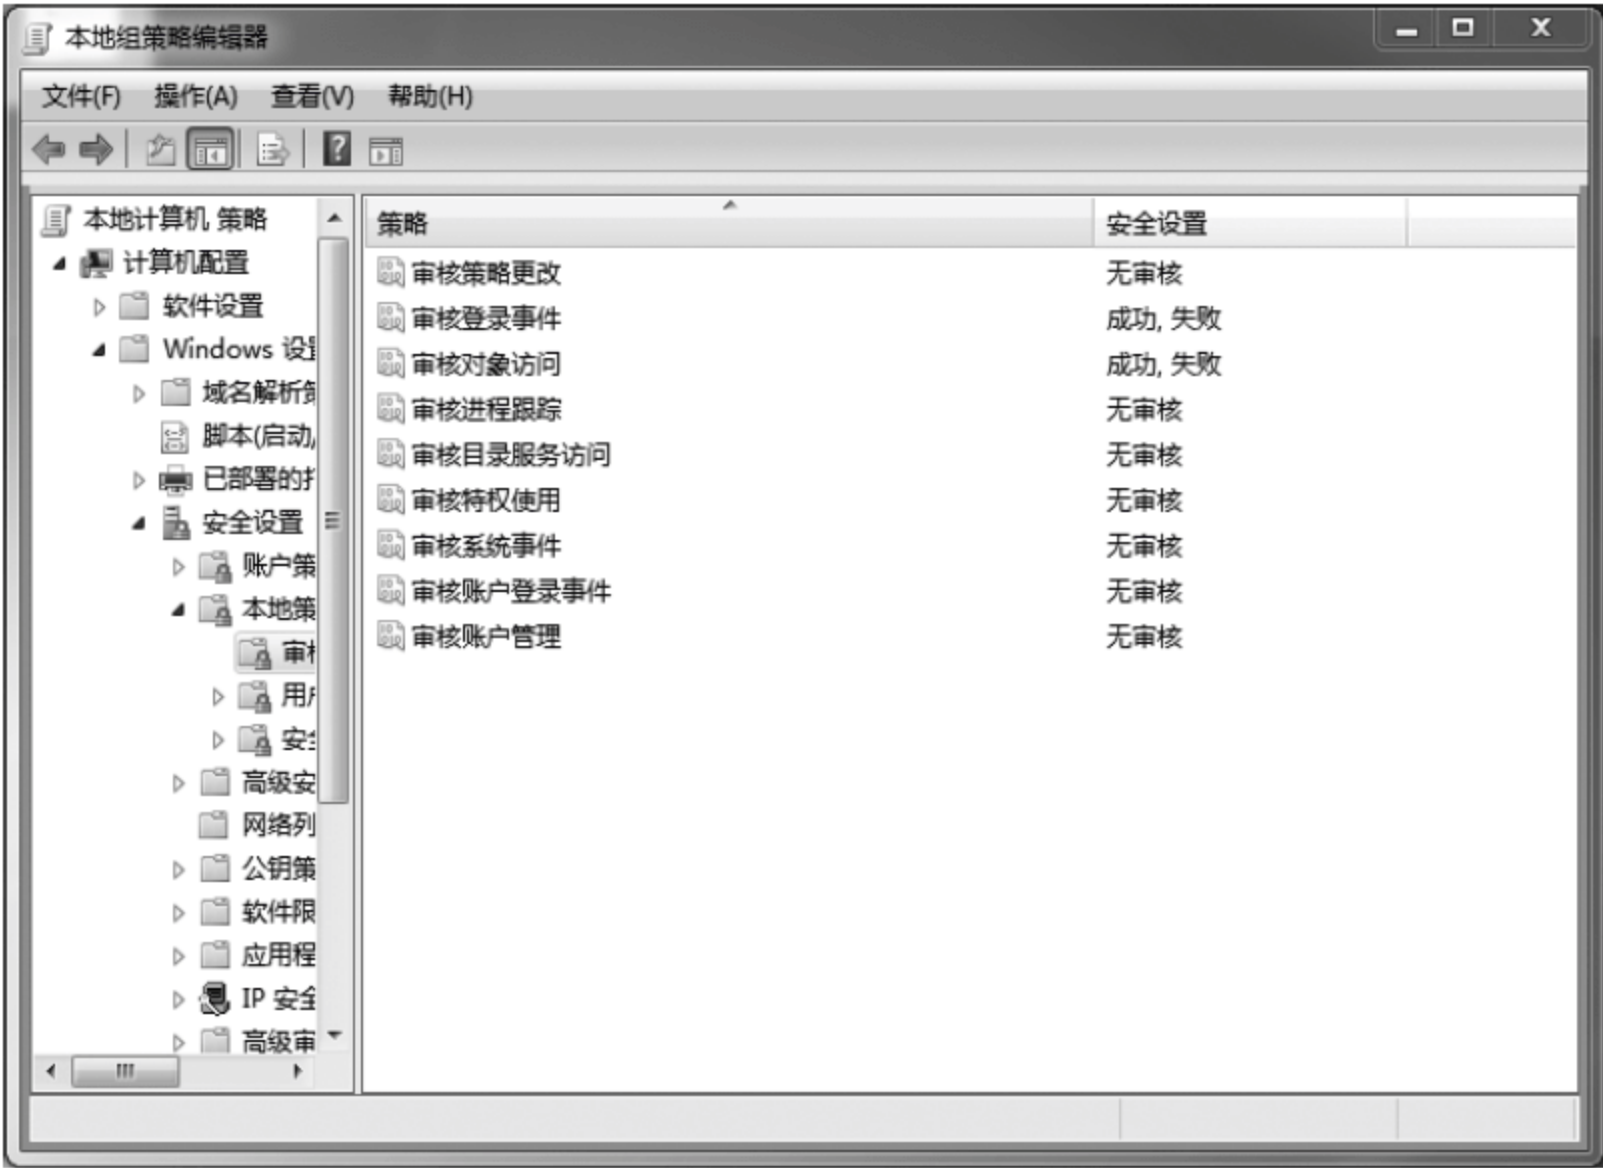 本地组策略编辑器
文件(F) 操作(A) 查看(V) 帮助(H)
本地计算机 策略
计算机配置
软件设置
Windows 设
域名解析
脚本(启动/
已部署的
安全设置
账户策
本地策
审
用
安
高级安
网络列
公钥策
软件限
应用程
IP 安全
高级审
策略 安全设置
审核策略更改 无审核
审核登录事件 成功, 失败
审核对象访问 成功, 失败
审核进程跟踪 无审核
审核目录服务访问 无审核
审核特权使用 无审核
审核系统事件 无审核
审核账户登录事件 无审核
审核账户管理 无审核